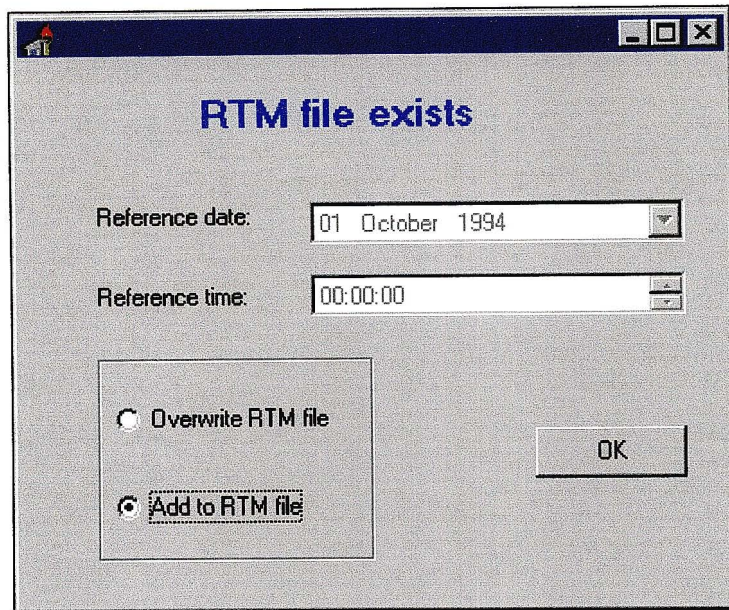 RTM file exists
Reference date: 01 October 1994
Reference time: 00:00:00
Overwrite RTM file
Add to RTM file
OK